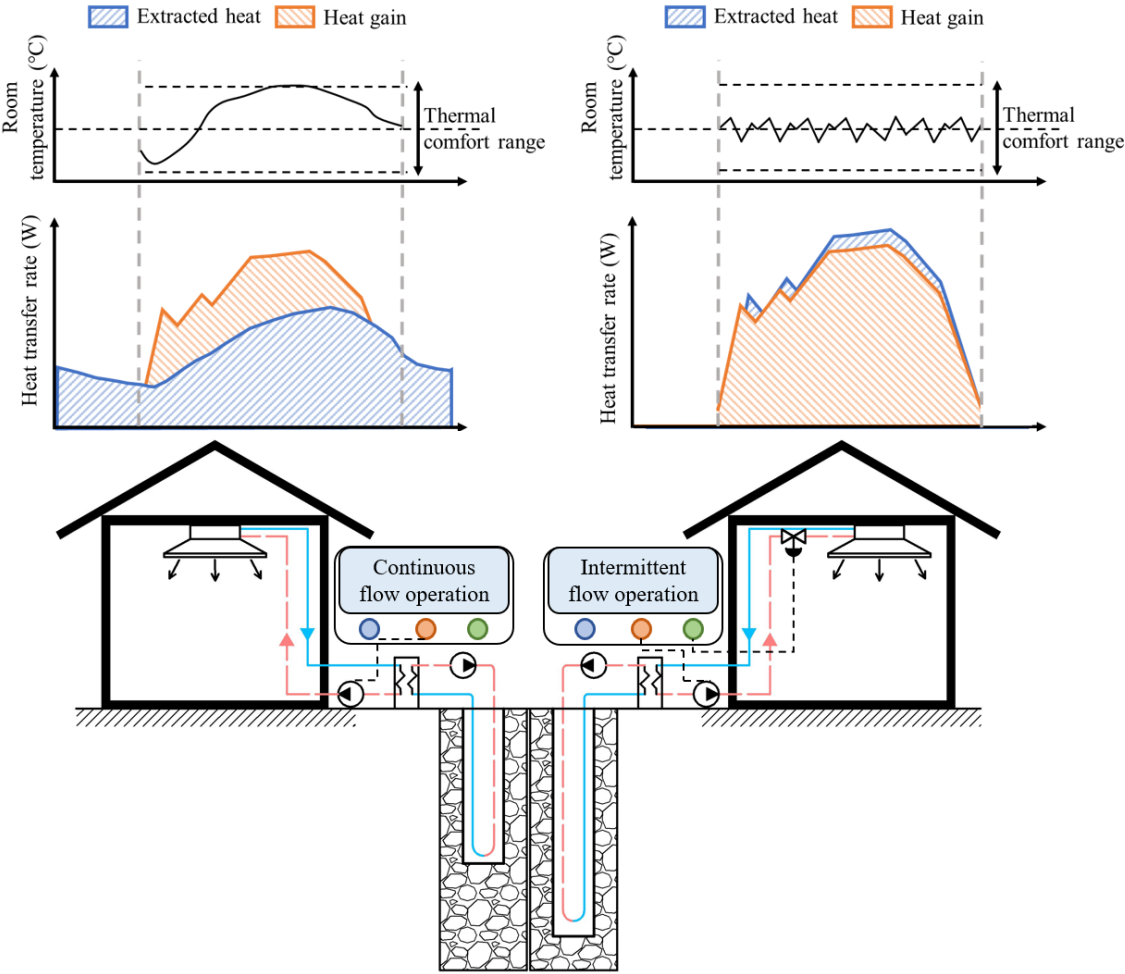 Extracted heat
Heat gain
Extracted heat
Heat gain
Room
temperature (℃)
Thermal
comfort range
Room
temperature (℃)
Thermal
comfort range
Heat transfer rate (W)
Heat transfer rate (W)
Continuous
flow operation
Intermittent
flow operation